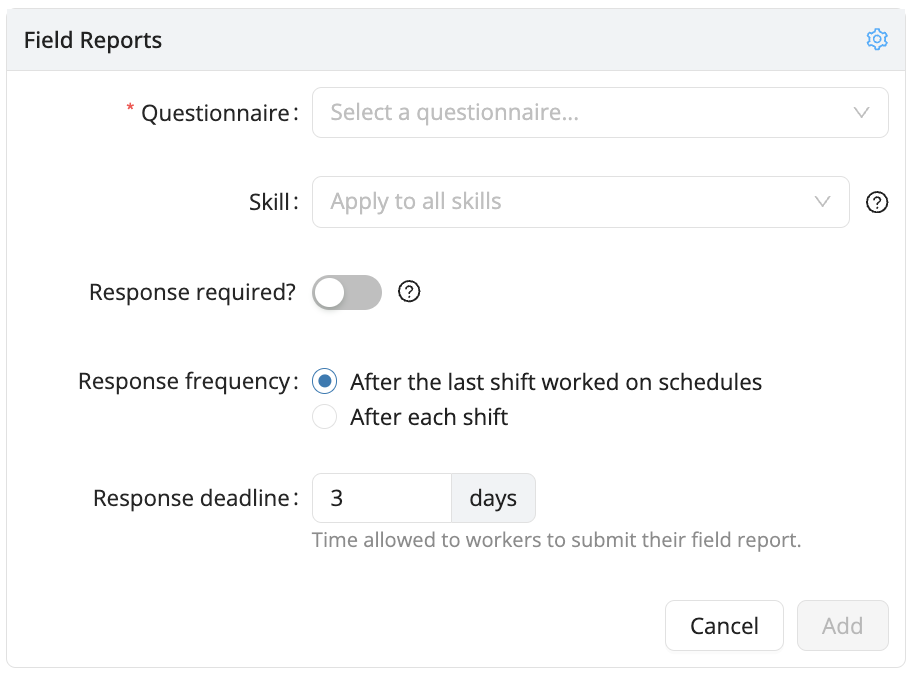 Field Reports
* Questionnaire: Select a questionnaire...
Skill: Apply to all skills ?
Response required? ?
Response frequency: After the last shift worked on schedules
After each shift
Response deadline: 3 days
Time allowed to workers to submit their field report.
Cancel Add